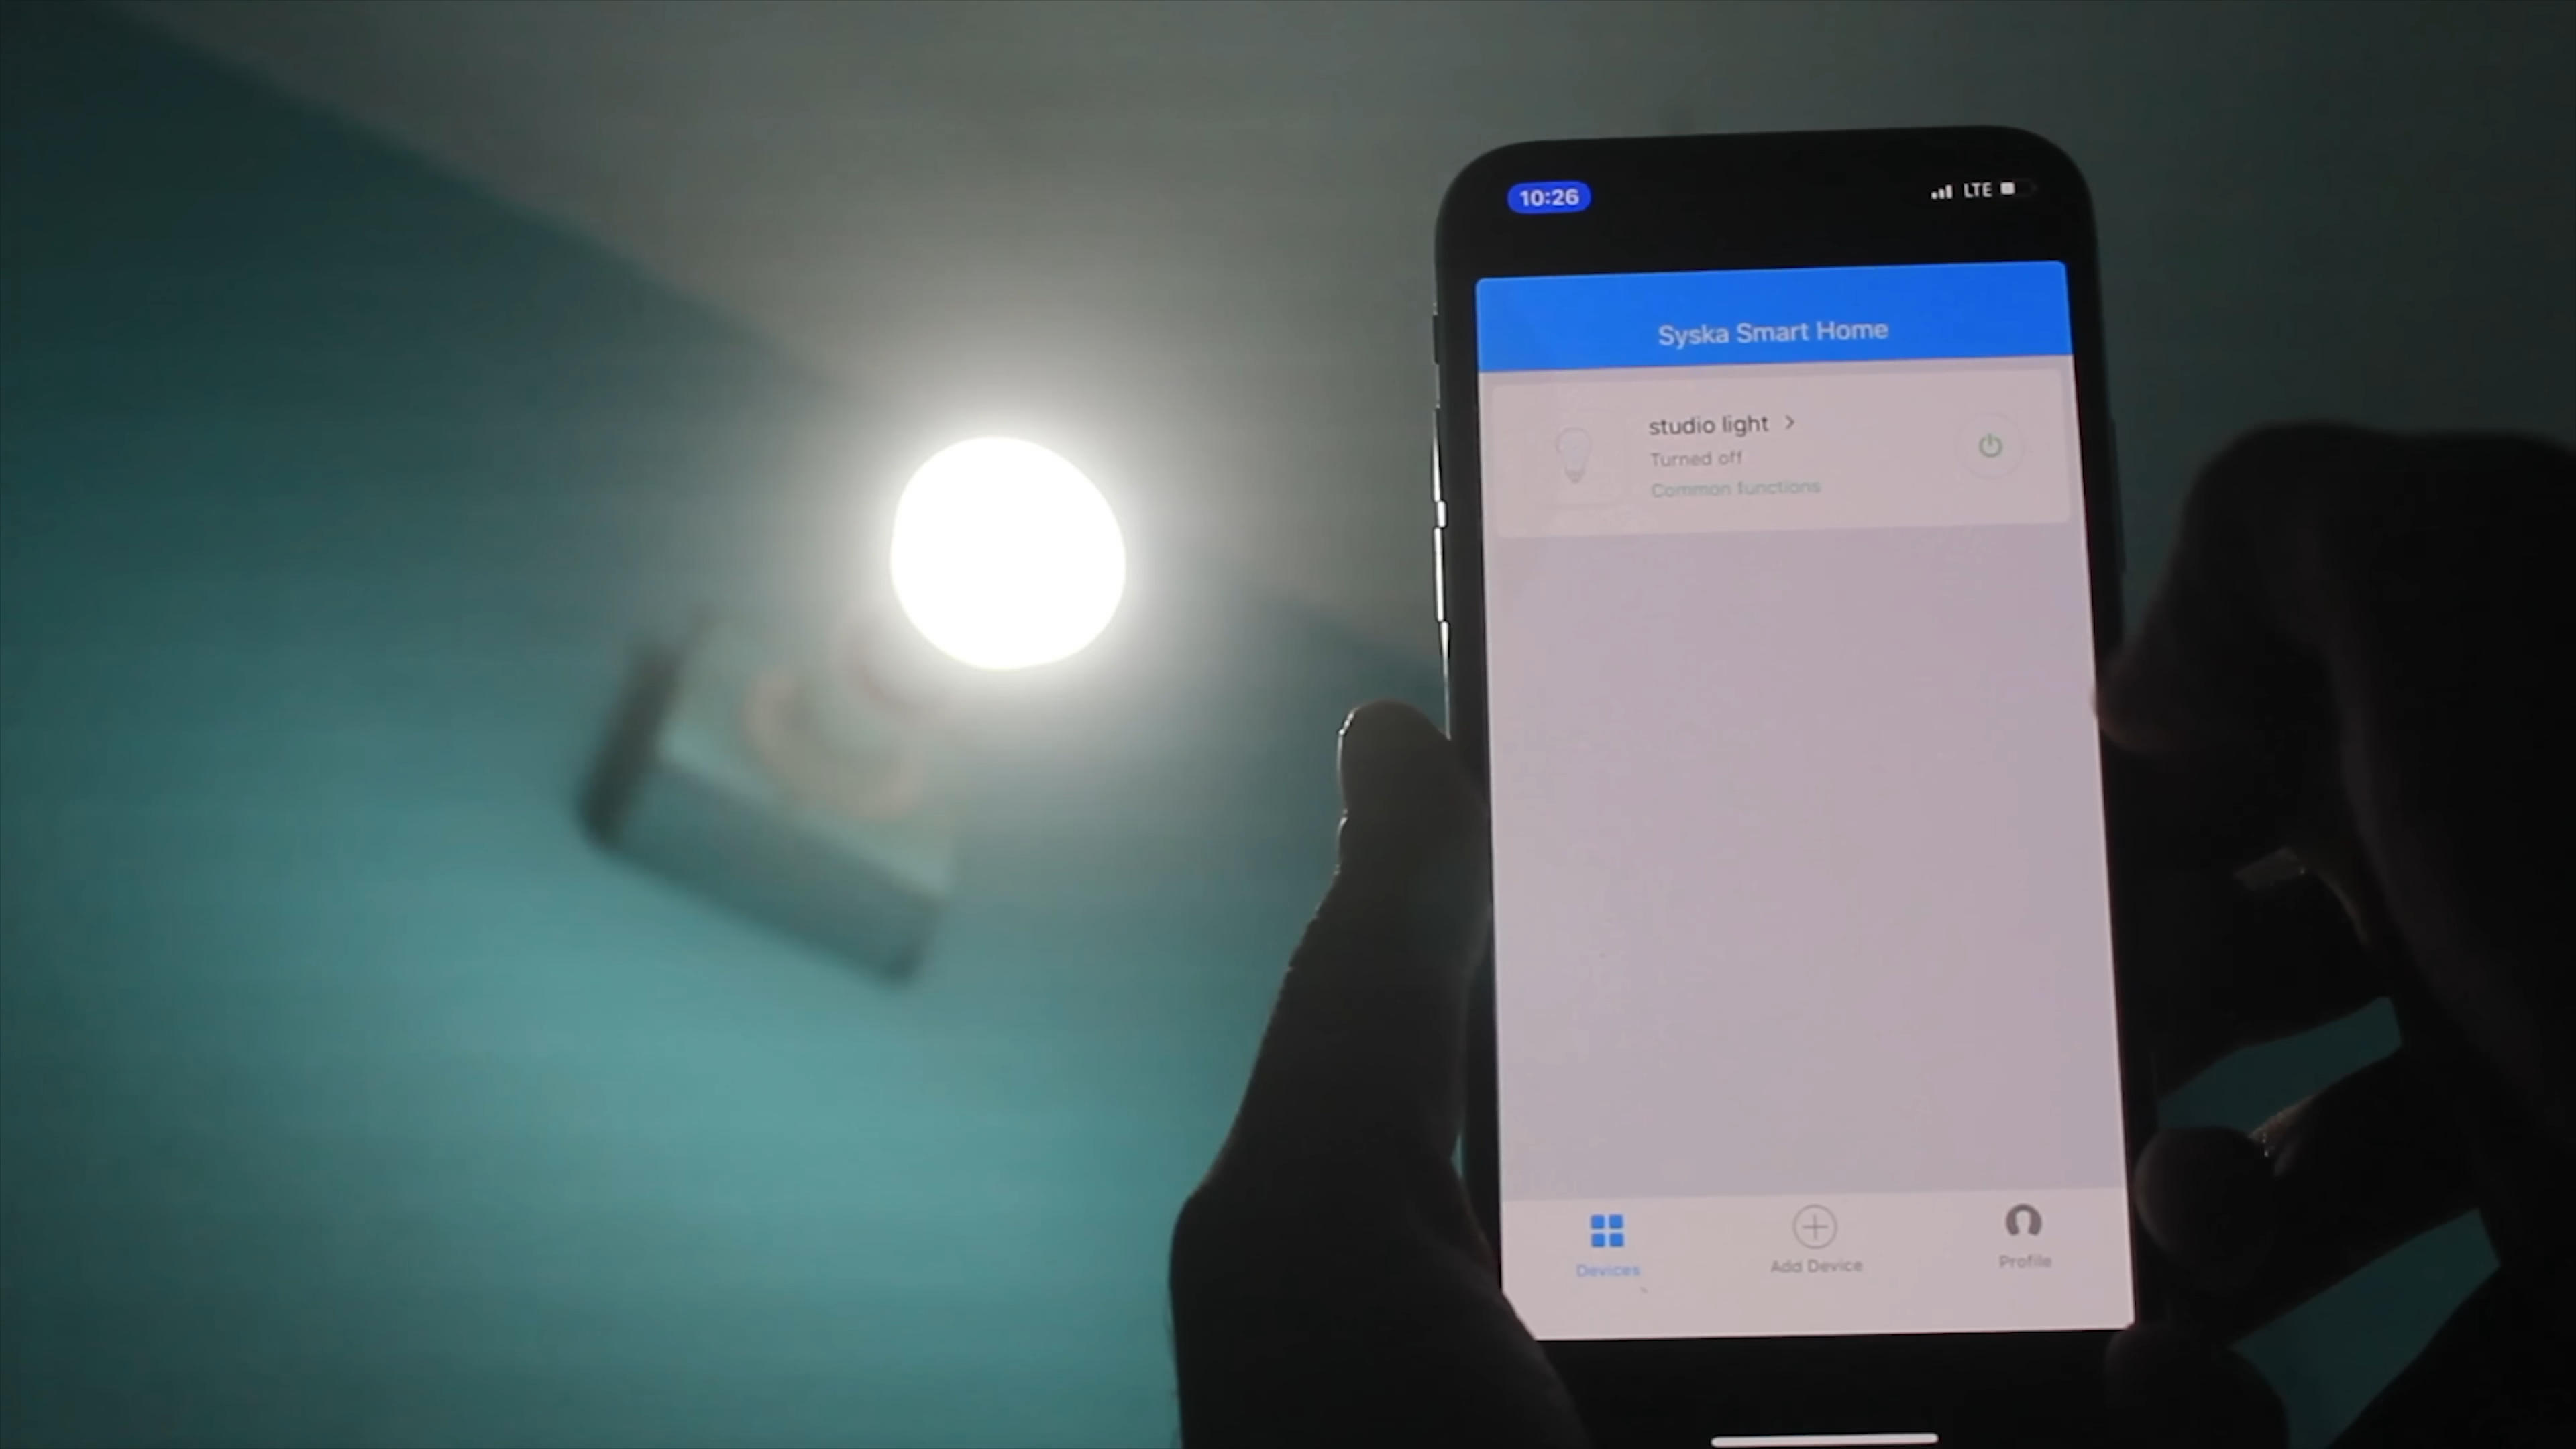 10:26
LTE
Syska Smart Home
studio light
Turned off
Common functions
Devices
Add Device
Profile